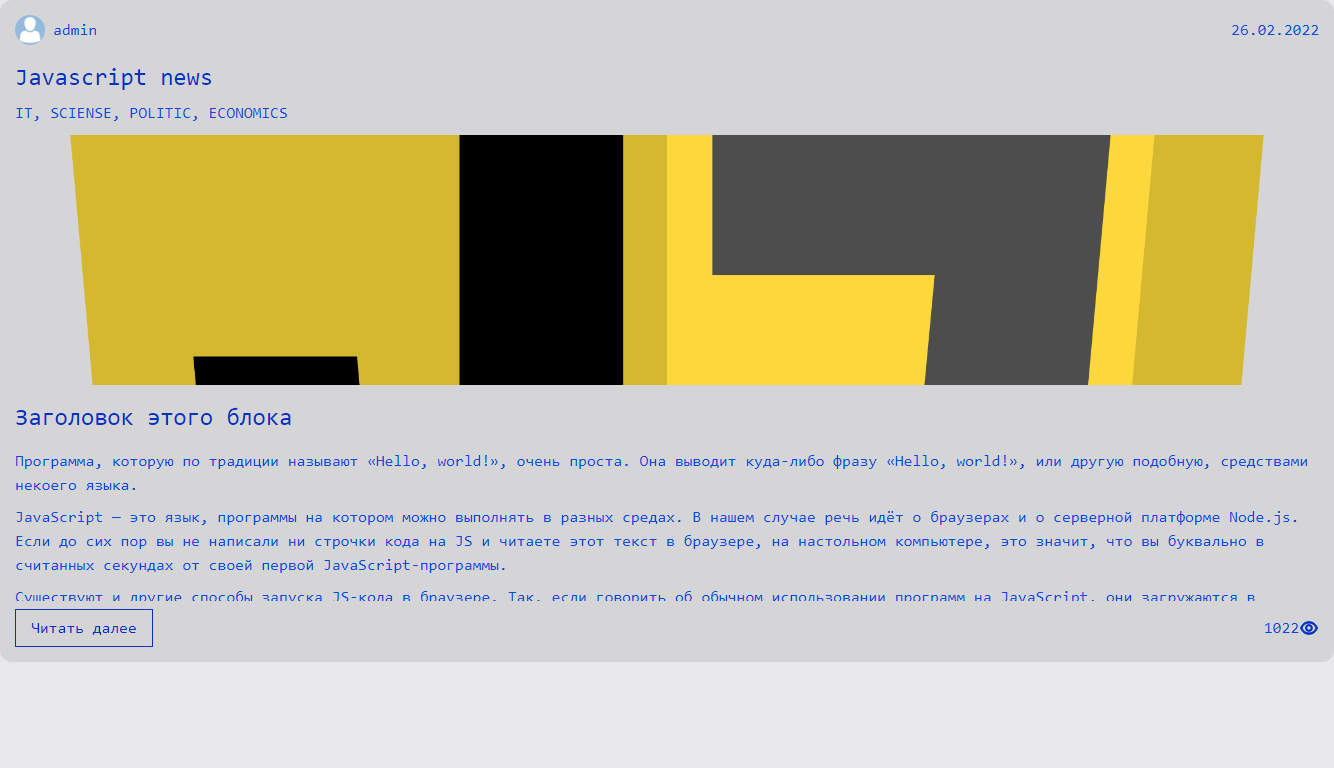 admin
26.02.2022
Javascript news
IT, SCIENSE, POLITIC, ECONOMICS
Заголовок этого блока
Программа, которую по традиции называют «Hello, world!», очень проста. Она выводит куда-либо фразу «Hello, world!», или другую подобную, средствами
некоего языка.
JavaScript — это язык, программы на котором можно выполнять в разных средах. В нашем случае речь идёт о браузерах и о серверной платформе Node.js.
Если до сих пор вы не написали ни строчки кода на JS и читаете этот текст в браузере, на настольном компьютере, это значит, что вы буквально в
считанных секундах от своей первой JavaScript-программы.
Существуют и другие способы запуска JS-кода в браузере. Так, если говорить об обычном использовании программ на JavaScript, они загружаются в
Читать далее
1022